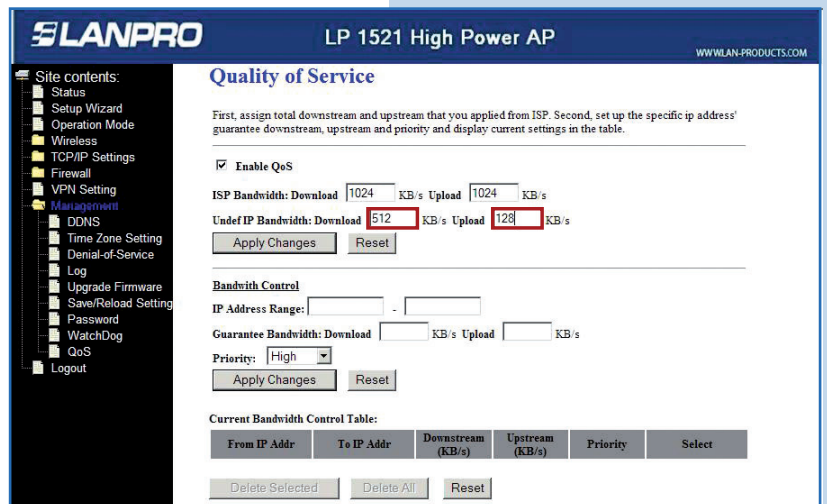 LANPRO
LP 1521 High Power AP
WWW.LAN-PRODUCTS.COM
Site contents:
Status
Setup Wizard
Operation Mode
Wireless
TCP/IP Settings
Firewall
VPN Setting
Management
DDNS
Time Zone Setting
Denial-of-Service
Log
Upgrade Firmware
Save/Reload Setting
Password
WatchDog
QoS
Logout
Quality of Service
First, assign total downstream and upstream that you applied from ISP. Second, set up the specific ip address'
guarantee downstream, upstream and priority and display current settings in the table.
Enable QoS
ISP Bandwidth: Download 1024 KB/s Upload 1024 KB/s
Undef IP Bandwidth: Download 512 KB/s Upload 128 KB/s
Apply Changes Reset
Bandwith Control
IP Address Range: -
Guarantee Bandwidth: Download KB/s Upload KB/s
Priority: High
Apply Changes Reset
Current Bandwidth Control Table:
From IP Addr To IP Addr Downstream (KB/s) Upstream (KB/s) Priority Select
Delete Selected Delete All Reset